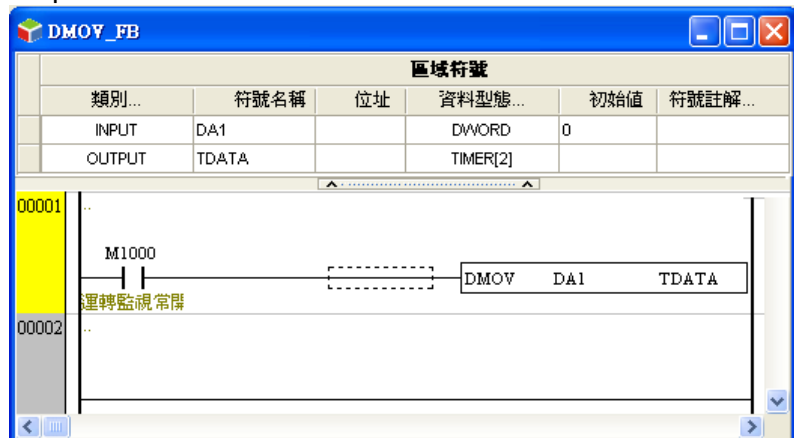 DMOV_FB
區域符號
類別... 符號名稱 位址 資料型態... 初始值 符號註解...
INPUT DA1 DWORD 0
OUTPUT TDATA TIMER[2]
00001 ..
M1000
DMOV DA1 TDATA
運轉監視常開
00002 ..